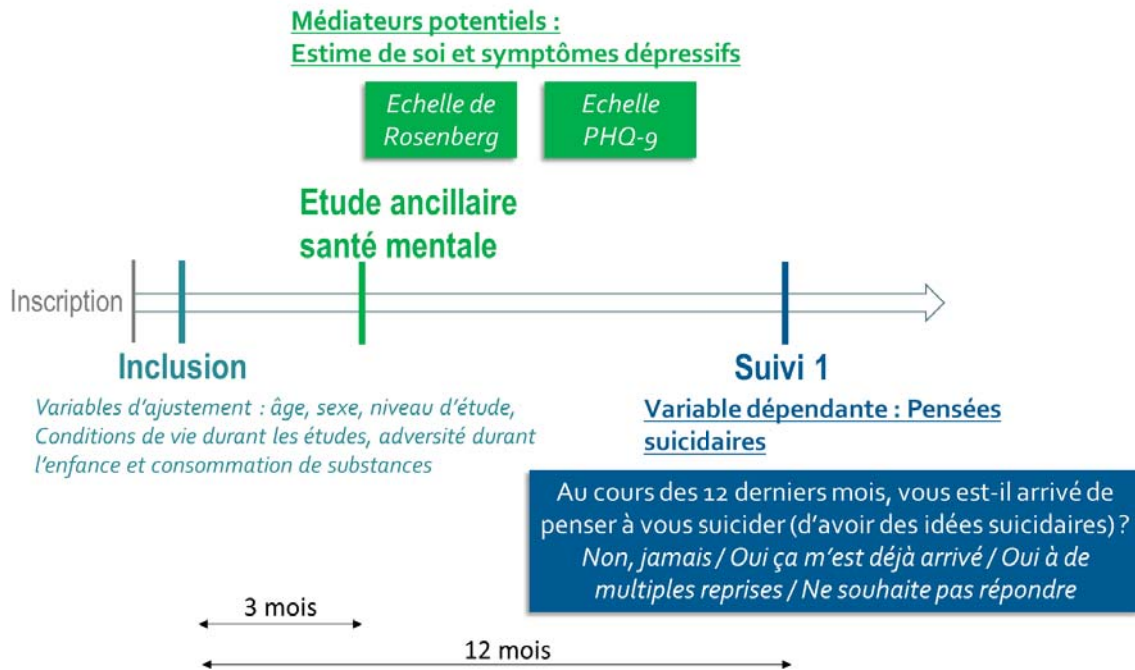 Médiateurs potentiels :
Estime de soi et symptômes dépressifs
Echelle de
Rosenberg
Echelle
PHQ-9
Etude ancillaire
santé mentale
Inscription
Inclusion
Suivi 1
Variables d'ajustement : âge, sexe, niveau d'étude,
Conditions de vie durant les études, adversité durant
l'enfance et consommation de substances
Variable dépendante : Pensées
suicidaires
Au cours des 12 derniers mois, vous est-il arrivé de
penser à vous suicider (d'avoir des idées suicidaires) ?
Non, jamais / Oui ça m'est déjà arrivé / Oui à de
multiples reprises / Ne souhaite pas répondre
3 mois
12 mois